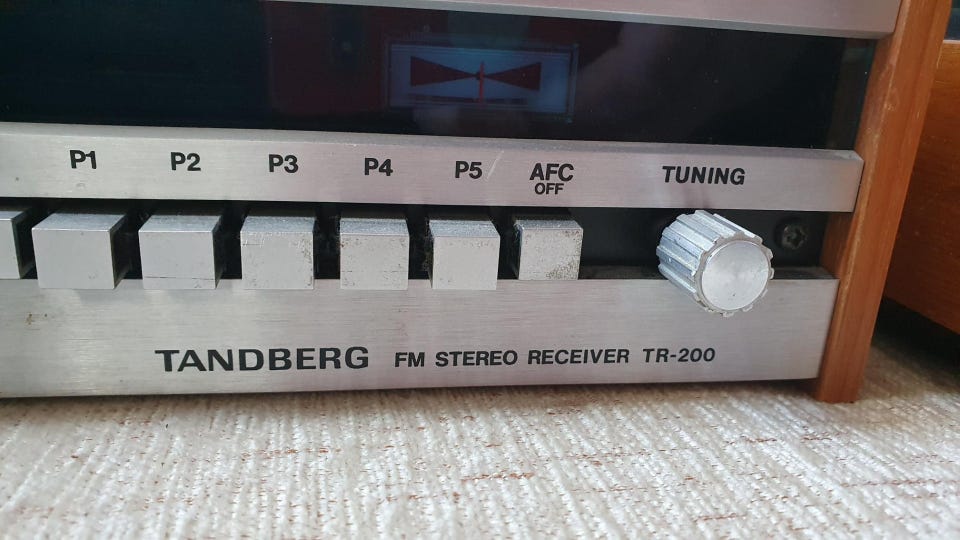 P1 P2 P3 P4 P5 AFC OFF TUNING
TANDBERG FM STEREO RECEIVER TR-200